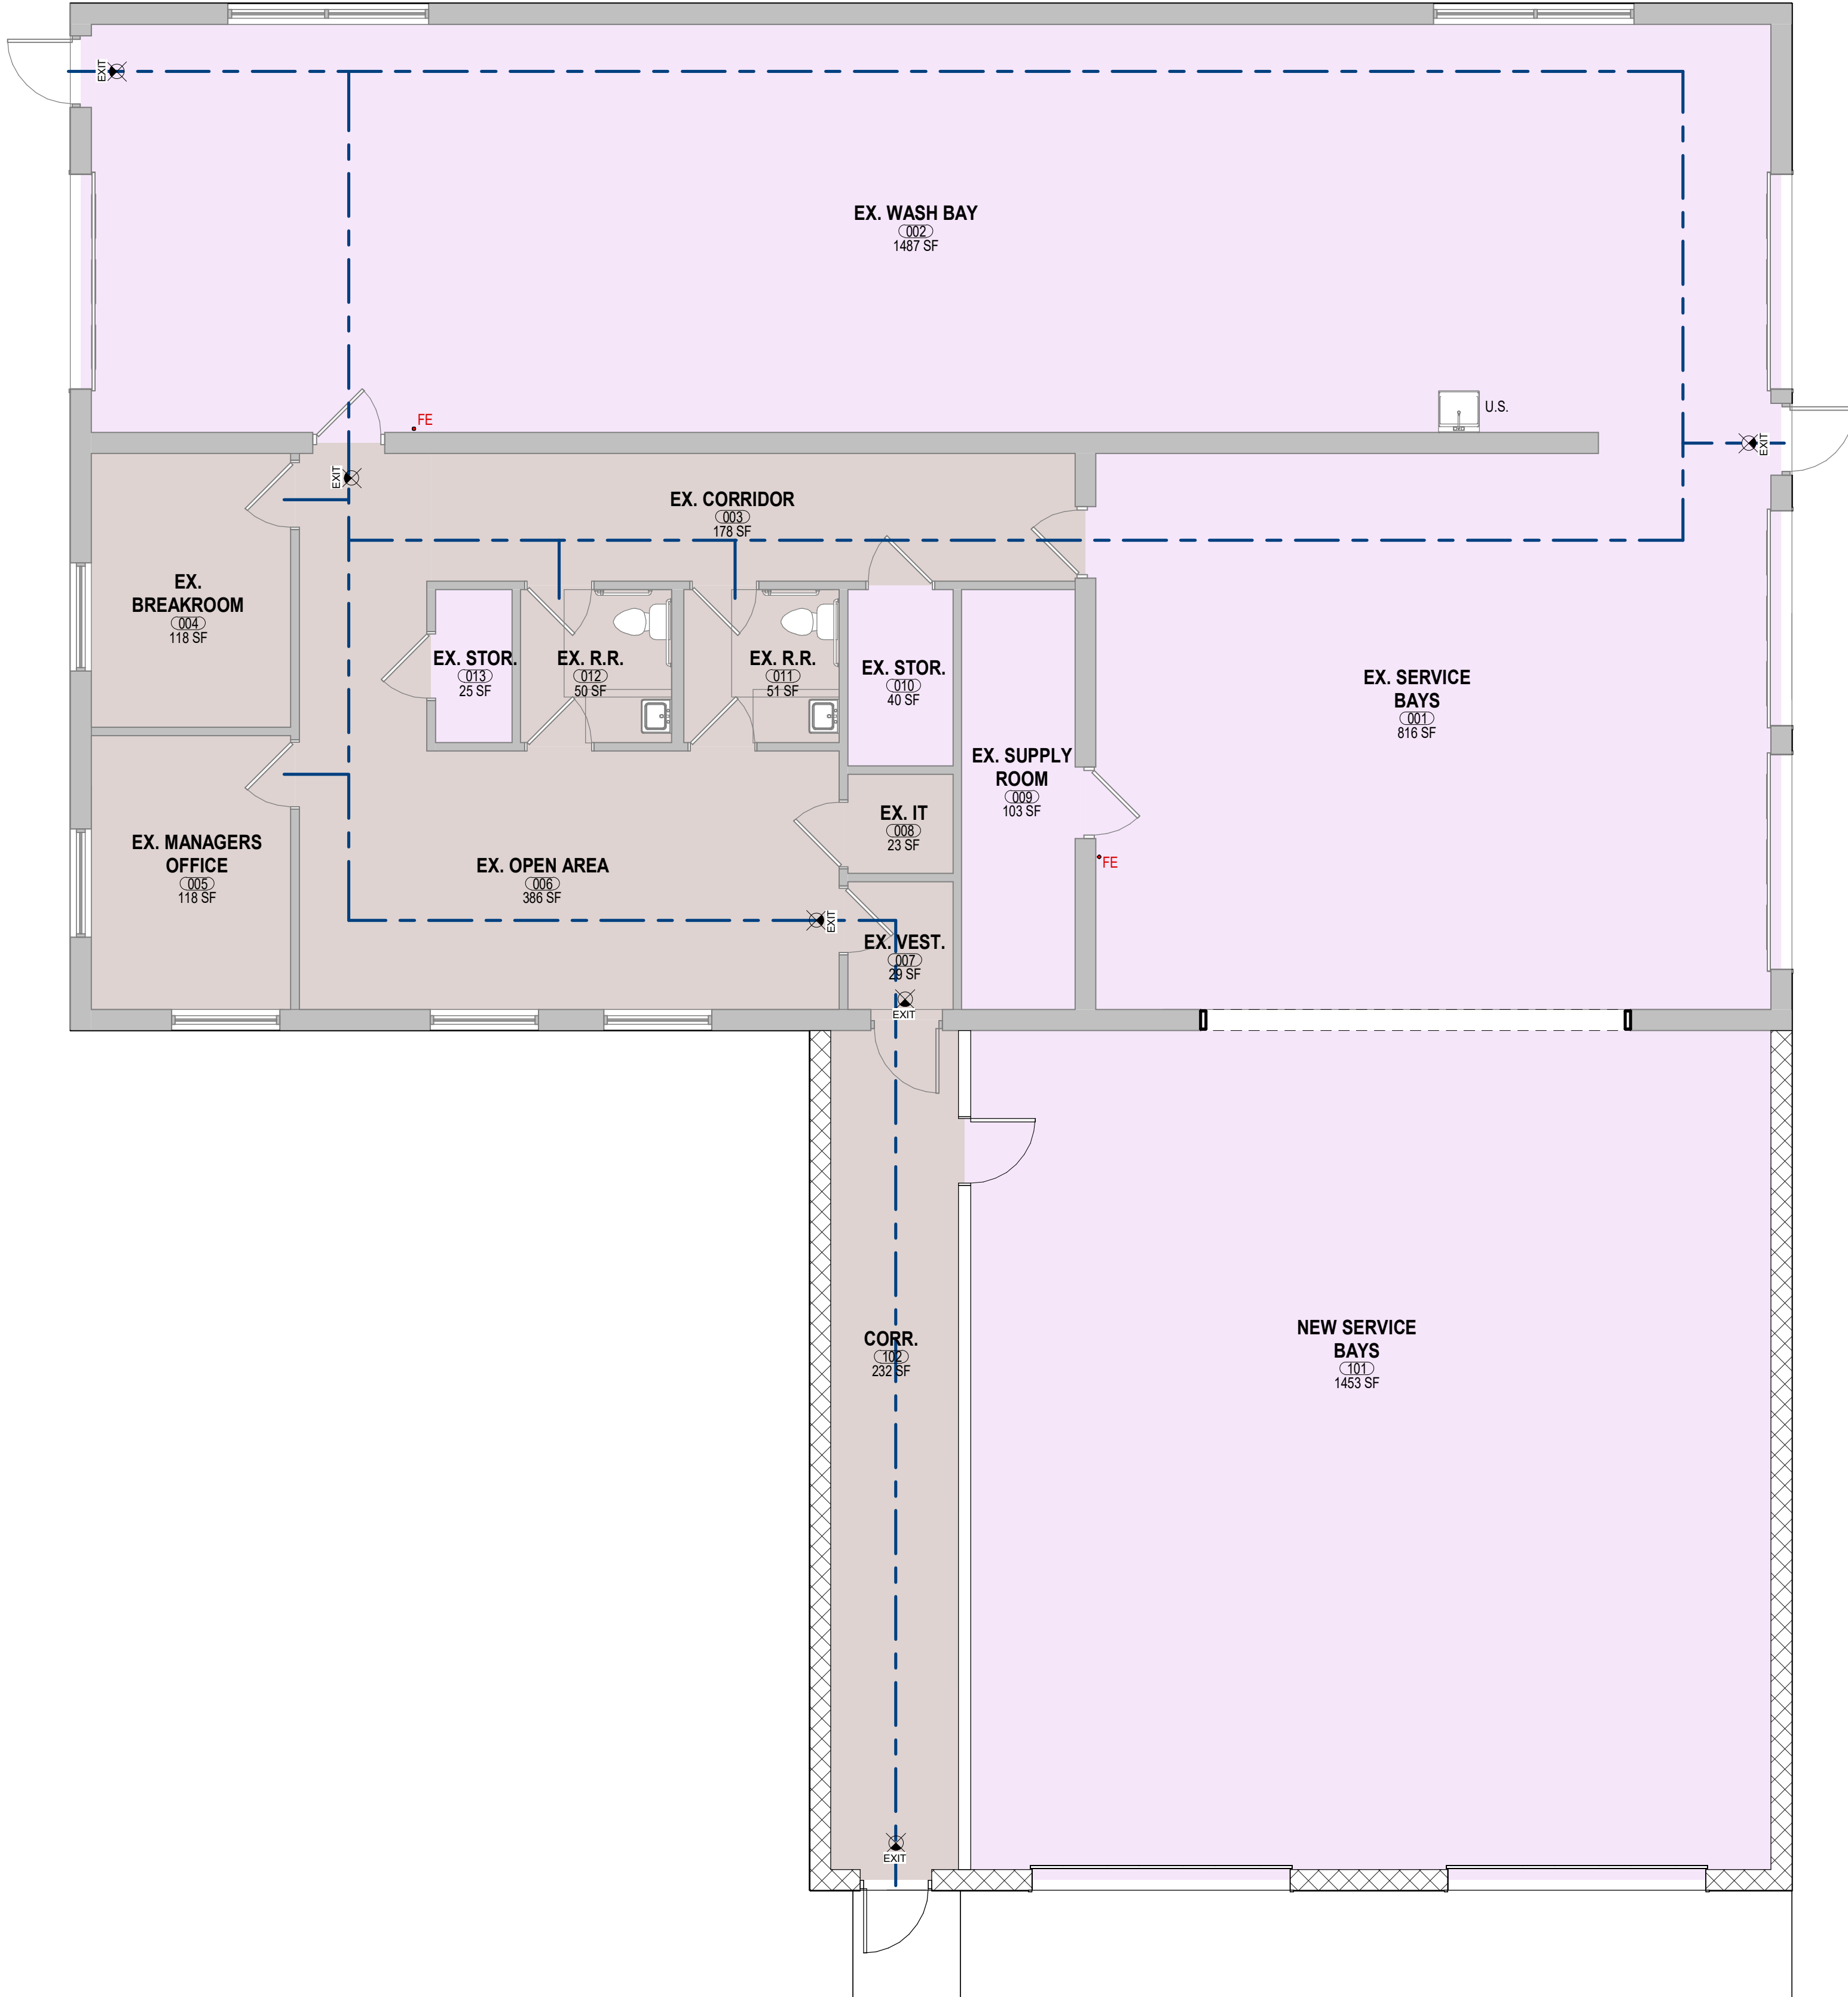 EXIT
EX. WASH BAY
002
1487 SF
FE
U.S.
EXIT
EXIT
EX. CORRIDOR
003
178 SF
EX.
BREAKROOM
004
118 SF
EX. STOR.
013
25 SF
EX. R.R.
012
50 SF
EX. R.R.
011
51 SF
EX. STOR.
010
40 SF
EX. SERVICE
BAYS
001
816 SF
EX. SUPPLY
ROOM
009
103 SF
EX. IT
008
23 SF
FE
EX. MANAGERS
OFFICE
005
118 SF
EX. OPEN AREA
006
386 SF
EXIT
EX. VEST.
007
29 SF
EXIT
CORR.
102
232 SF
NEW SERVICE
BAYS
101
1453 SF
EXIT